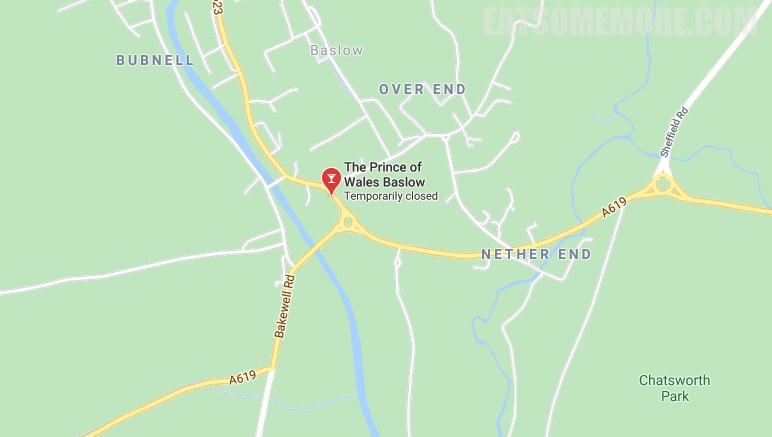 EATSOMEMORE.COM
23
Baslow
BUBNELL
OVER END
Sheffield Rd
The Prince of
Wales Baslow
Temporarily closed
A619
NETHER END
Bakewell Rd
A619
Chatsworth
Park